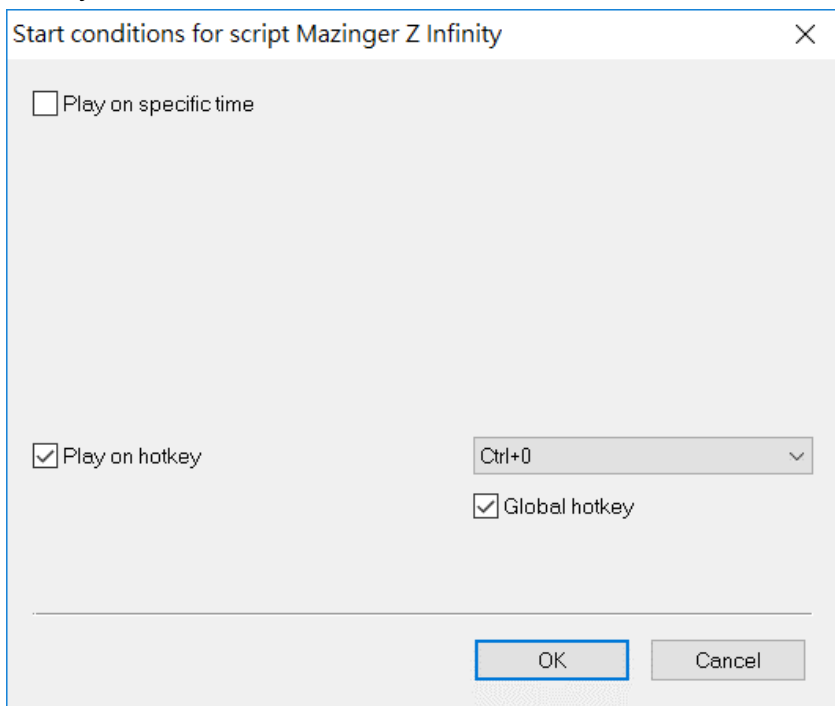 Start conditions for script Mazinger Z Infinity
Play on specific time
Play on hotkey
Ctrl+0
Global hotkey
OK
Cancel